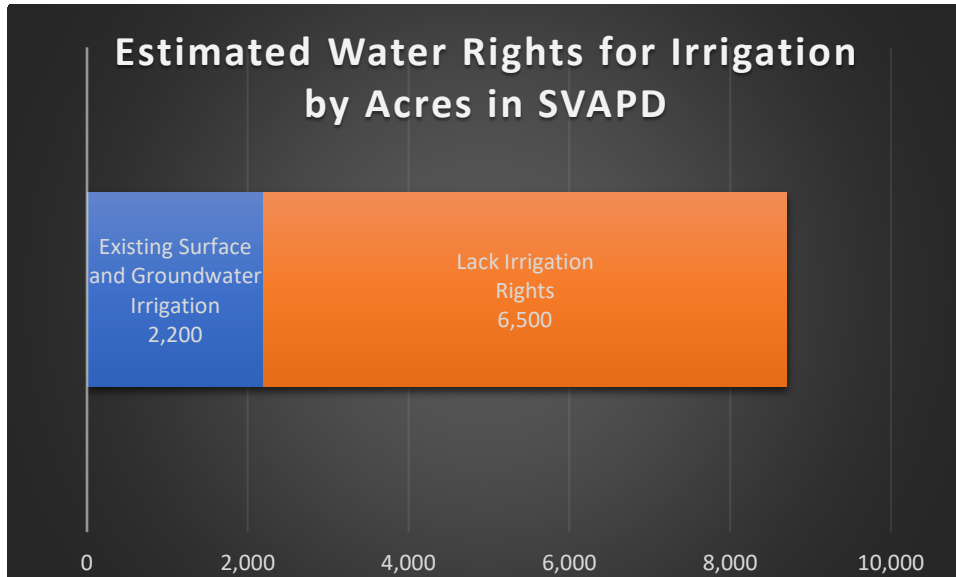 Estimated Water Rights for Irrigation
by Acres in SVAPD
Existing Surface
and Groundwater
Irrigation
2,200
Lack Irrigation
Rights
6,500
0
2,000
4,000
6,000
8,000
10,000